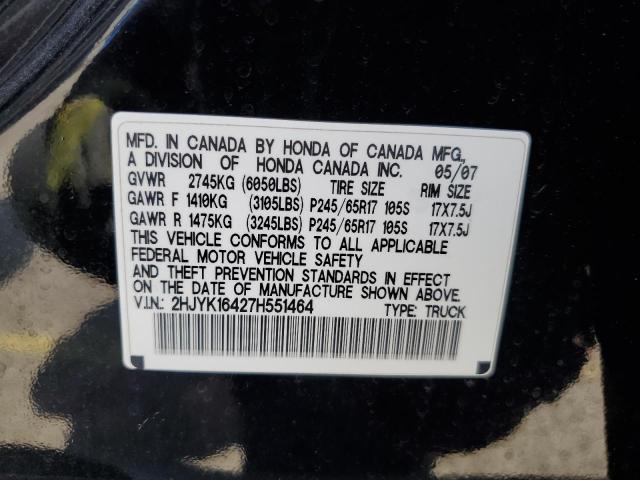 MFD. IN CANADA BY HONDA OF CANADA MFG.,
A DIVISION OF HONDA CANADA INC. 05/07
GVWR 2745KG (6050LBS) TIRE SIZE RIM SIZE
GAWR F 1410KG (3105LBS) P245/65R17 105S 17X7.5J
GAWR R 1475KG (3245LBS) P245/65R17 105S 17X7.5J
THIS VEHICLE CONFORMS TO ALL APPLICABLE
FEDERAL MOTOR VEHICLE SAFETY
AND THEFT PREVENTION STANDARDS IN EFFECT
ON THE DATE OF MANUFACTURE SHOWN ABOVE.
V.I.N.: 2HJYK16427H551464 TYPE: TRUCK